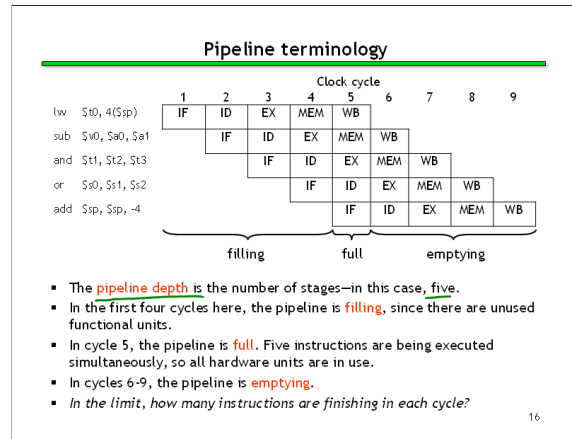 Pipeline terminology
Clock cycle
1 2 3 4 5 6 7 8 9
lw $t0, 4($sp) IF ID EX MEM WB
sub $v0, $a0, $a1 IF ID EX MEM WB
and $t1, $t2, $t3 IF ID EX MEM WB
or $s0, $s1, $s2 IF ID EX MEM WB
add $sp, $sp, -4 IF ID EX MEM WB
filling full emptying
▪ The pipeline depth is the number of stages—in this case, five.
▪ In the first four cycles here, the pipeline is filling, since there are unused
functional units.
▪ In cycle 5, the pipeline is full. Five instructions are being executed
simultaneously, so all hardware units are in use.
▪ In cycles 6-9, the pipeline is emptying.
▪ In the limit, how many instructions are finishing in each cycle?
16